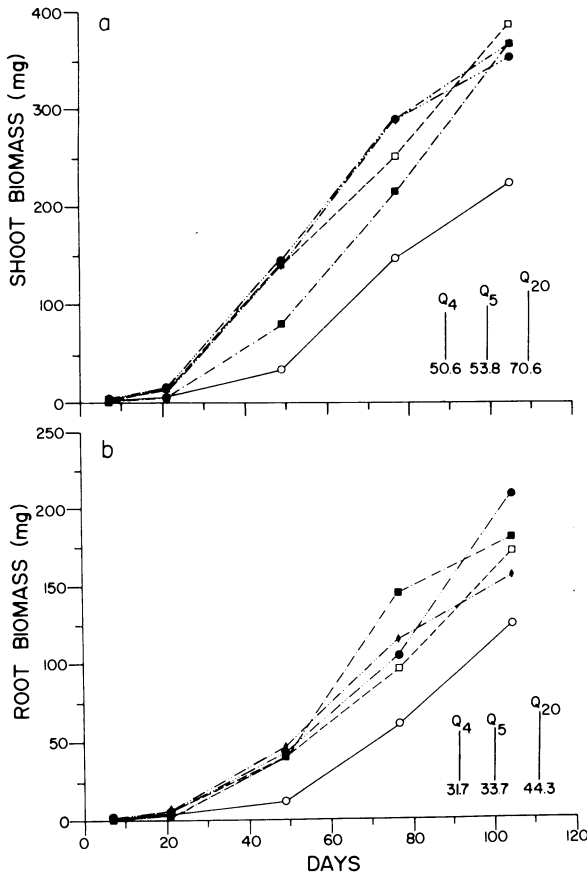 a
400
300
200
100
0
SHOOT BIOMASS (mg)
Q4 Q5 Q20
50.6 53.8 70.6
b
250
200
150
100
50
0
ROOT BIOMASS (mg)
Q4 Q5 Q20
31.7 33.7 44.3
0 20 40 60 80 100 120
DAYS